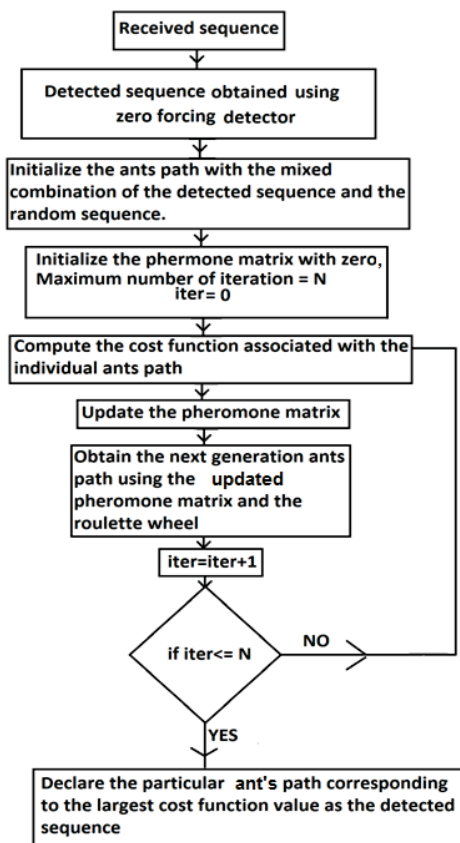 Received sequence
Detected sequence obtained using
zero forcing detector
Initialize the ants path with the mixed
combination of the detected sequence and the
random sequence.
Initialize the phermone matrix with zero,
Maximum number of iteration = N
iter= 0
Compute the cost function associated with the
individual ants path
Update the pheromone matrix
Obtain the next generation ants
path using the updated
pheromone matrix and the
roulette wheel
iter=iter+1
if iter<= N
NO
YES
Declare the particular ant's path corresponding
to the largest cost function value as the detected
sequence